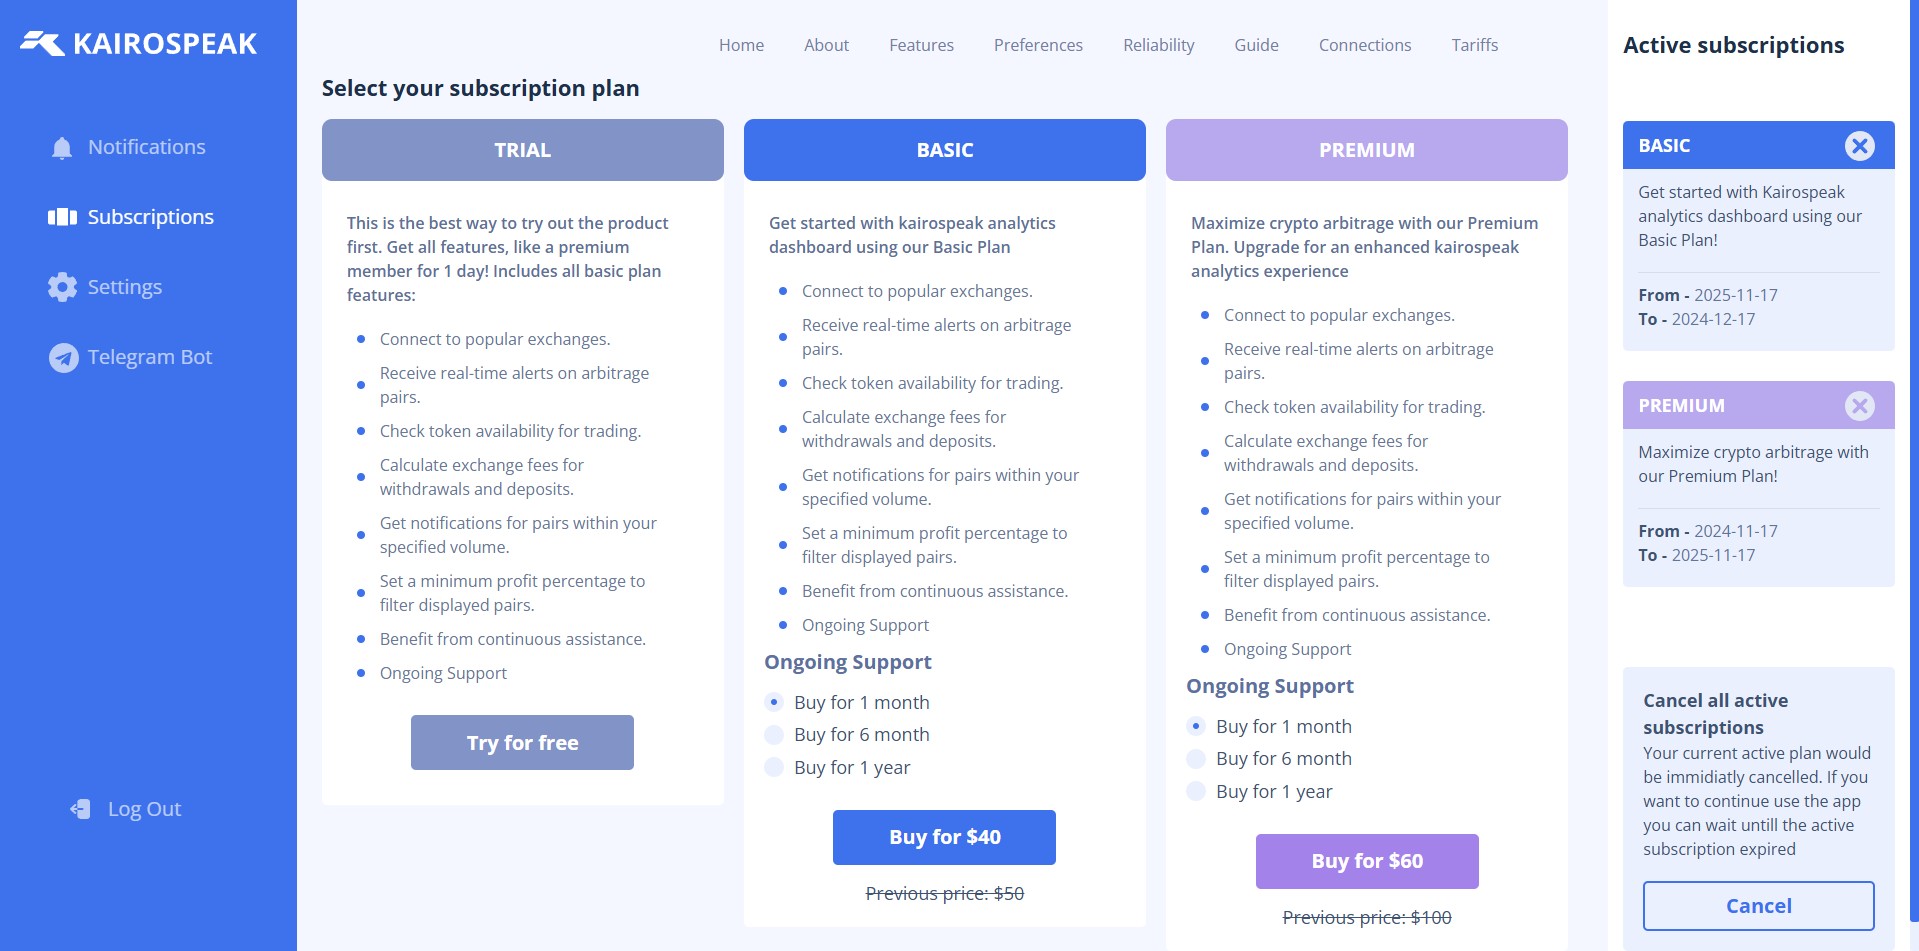 KAIROSPEAK
Notifications
Subscriptions
Settings
Telegram Bot
Log Out
Home About Features Preferences Reliability Guide Connections Tariffs
Select your subscription plan
TRIAL
This is the best way to try out the product
first. Get all features, like a premium
member for 1 day! Includes all basic plan
features:
Connect to popular exchanges.
Receive real-time alerts on arbitrage
pairs.
Check token availability for trading.
Calculate exchange fees for
withdrawals and deposits.
Get notifications for pairs within your
specified volume.
Set a minimum profit percentage to
filter displayed pairs.
Benefit from continuous assistance.
Ongoing Support
Try for free
BASIC
Get started with kairospeak analytics
dashboard using our Basic Plan
Connect to popular exchanges.
Receive real-time alerts on arbitrage
pairs.
Check token availability for trading.
Calculate exchange fees for
withdrawals and deposits.
Get notifications for pairs within your
specified volume.
Set a minimum profit percentage to
filter displayed pairs.
Benefit from continuous assistance.
Ongoing Support
Ongoing Support
Buy for 1 month
Buy for 6 month
Buy for 1 year
Buy for $40
Previous price: $50
PREMIUM
Maximize crypto arbitrage with our Premium
Plan. Upgrade for an enhanced kairospeak
analytics experience
Connect to popular exchanges.
Receive real-time alerts on arbitrage
pairs.
Check token availability for trading.
Calculate exchange fees for
withdrawals and deposits.
Get notifications for pairs within your
specified volume.
Set a minimum profit percentage to
filter displayed pairs.
Benefit from continuous assistance.
Ongoing Support
Ongoing Support
Buy for 1 month
Buy for 6 month
Buy for 1 year
Buy for $60
Previous price: $100
Active subscriptions
BASIC
Get started with Kairospeak
analytics dashboard using our
Basic Plan!
From - 2025-11-17
To - 2024-12-17
PREMIUM
Maximize crypto arbitrage with
our Premium Plan!
From - 2024-11-17
To - 2025-11-17
Cancel all active
subscriptions
Your current active plan would
be immidiatly cancelled. If you
want to continue use the app
you can wait untill the active
subscription expired
Cancel